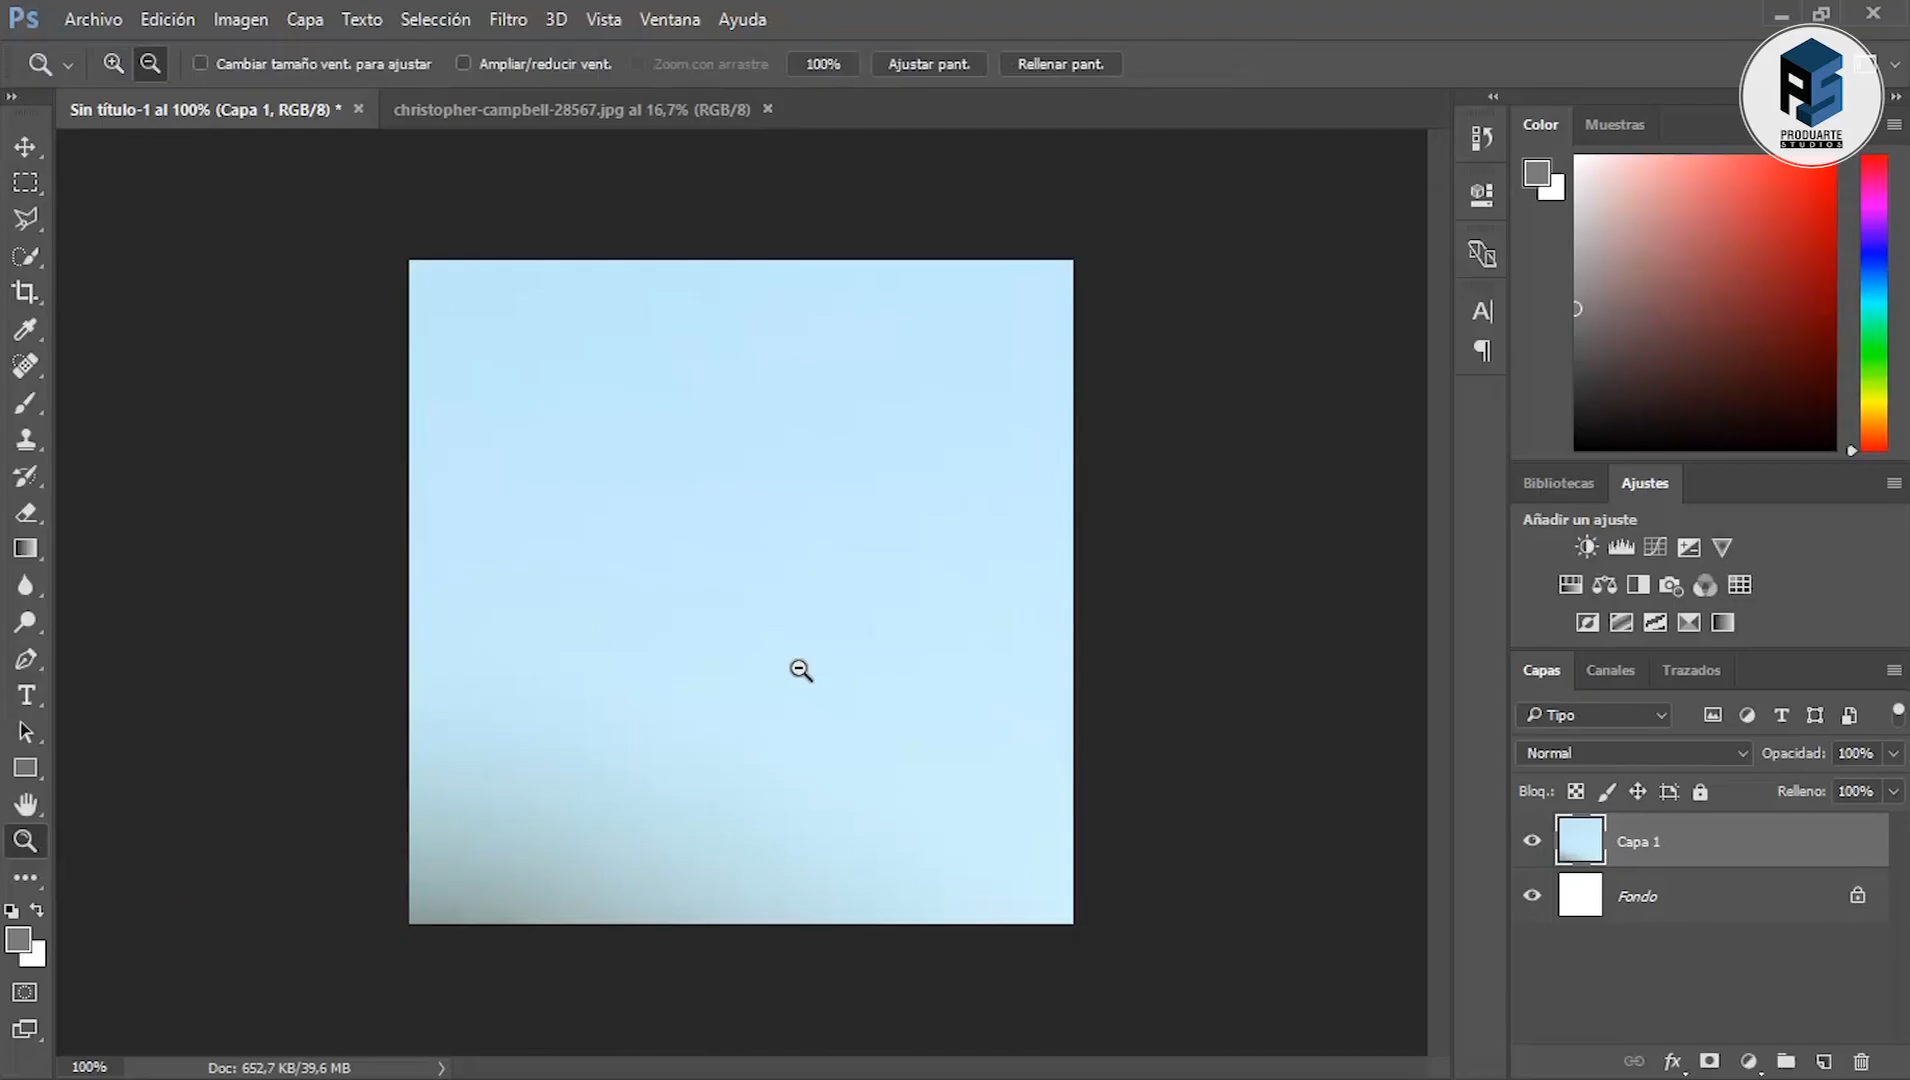 Ps Archivo Edición Imagen Capa Texto Selección Filtro 3D Vista Ventana Ayuda
Cambiar tamaño vent. para ajustar Ampliar/reducir vent. Zoom con arrastre 100% Ajustar pant. Rellenar pant.
Sin título-1 al 100% (Capa 1, RGB/8) * christopher-campbell-28567.jpg al 16,7% (RGB/8)
PRODUARTE
STUDIOS
Color Muestras
Bibliotecas Ajustes
Añadir un ajuste
Capas Canales Trazados
Tipo
Normal Opacidad: 100%
Bloq.: Relleno: 100%
Capa 1
Fondo
100% Doc: 652,7 KB/39,6 MB